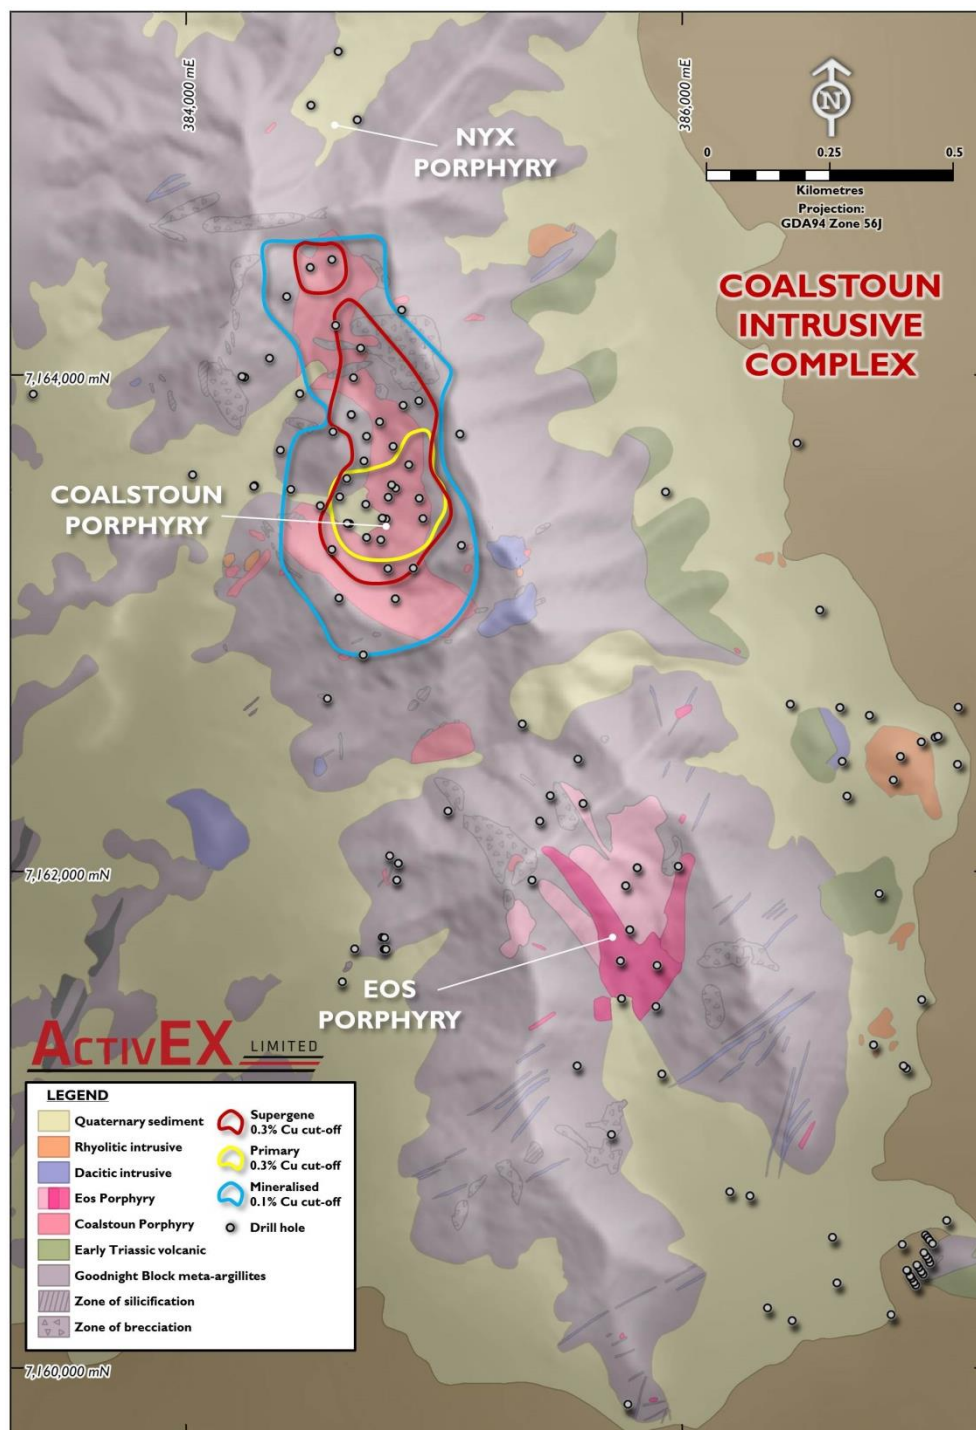 384,000 mE
386,000 mE
N
NYX
PORPHYRY
0
0.25
0.5
Kilometres
Projection:
GDA94 Zone 56J
COALSTOUN
INTRUSIVE
COMPLEX
7,164,000 mN
COALSTOUN
PORPHYRY
7,162,000 mN
EOS
PORPHYRY
ACTIVEX
LIMITED
LEGEND
Quaternary sediment
Rhyolitic intrusive
Dacitic intrusive
Eos Porphyry
Coalstoun Porphyry
Early Triassic volcanic
Goodnight Block meta-argillites
Zone of silicification
Zone of brecciation
Supergene
0.3% Cu cut-off
Primary
0.3% Cu cut-off
Mineralised
0.1% Cu cut-off
Drill hole
7,160,000 mN